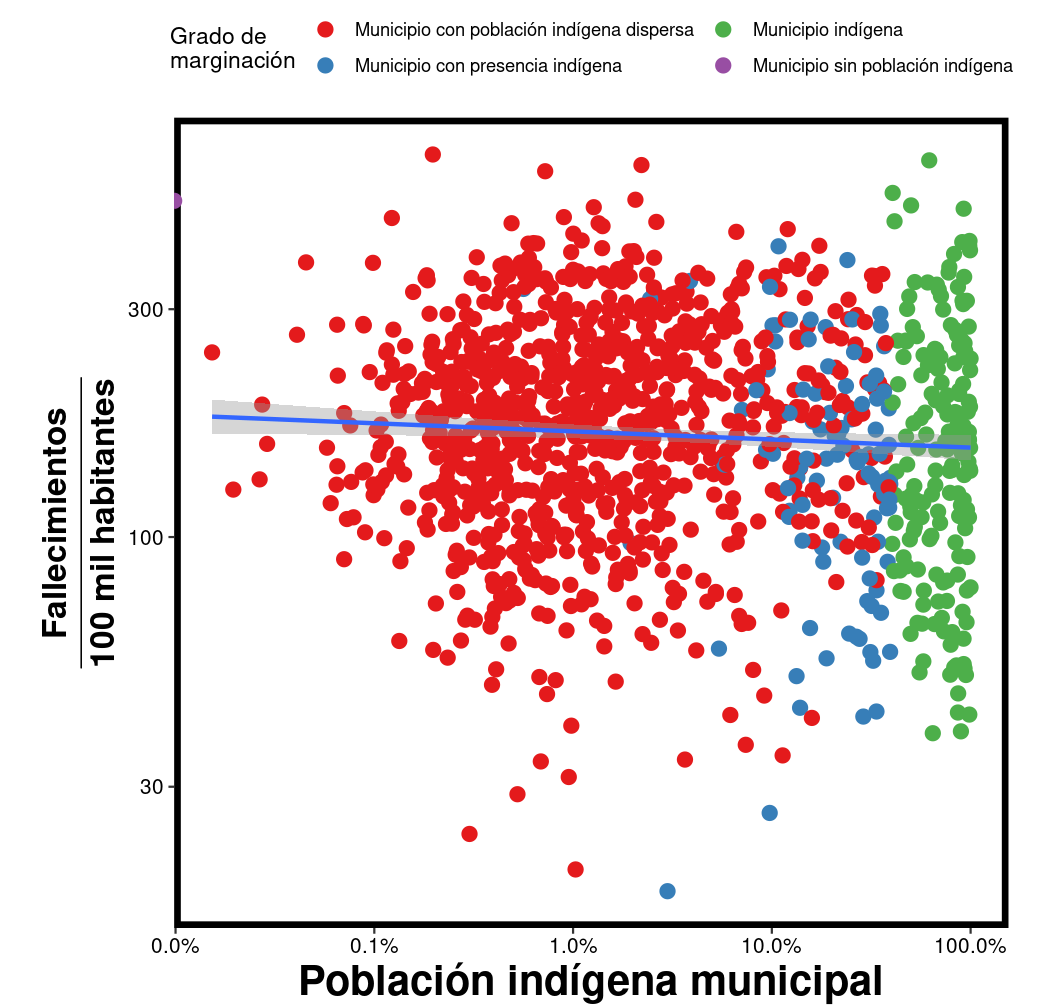 Grado de
marginación
Municipio con población indígena dispersa
Municipio con presencia indígena
Municipio indígena
Municipio sin población indígena
Fallecimientos
100 mil habitantes
300
100
30
0.0%
0.1%
1.0%
10.0%
100.0%
Población indígena municipal